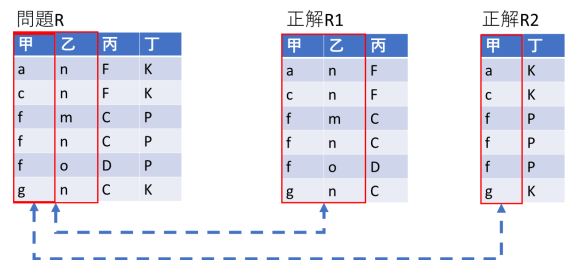 問題R
甲 乙 丙 丁
a n F K
c n F K
f m C P
f n C P
f o D P
g n C K
正解R1
甲 乙 丙
a n F
c n F
f m C
f n C
f o D
g n C
正解R2
甲 丁
a K
c K
f P
f P
f P
g K